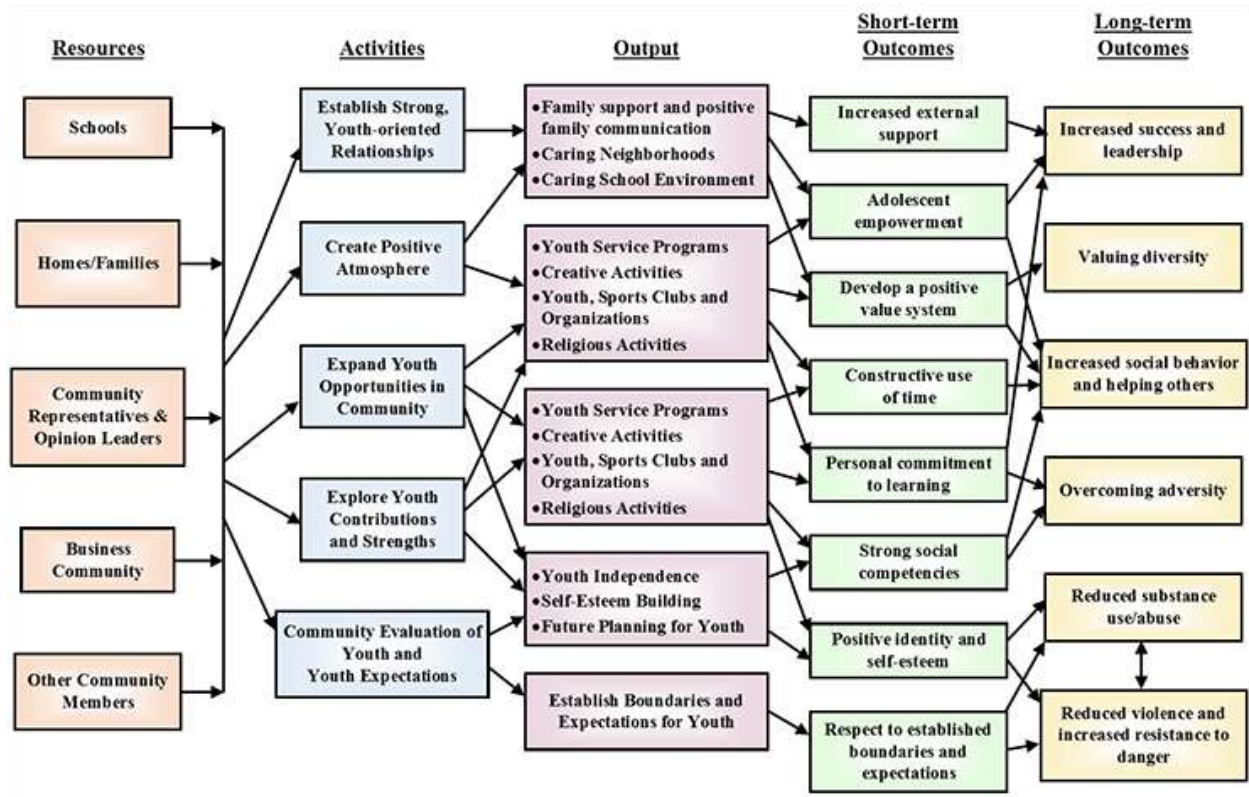 Resources
Activities
Output
Short-term
Outcomes
Long-term
Outcomes
Schools
Homes/Families
Community
Representatives &
Opinion Leaders
Business
Community
Other Community
Members
Establish Strong,
Youth-oriented
Relationships
Create Positive
Atmosphere
Expand Youth
Opportunities in
Community
Explore Youth
Contributions
and Strengths
Community Evaluation of
Youth and
Youth Expectations
•Family support and positive
family communication
•Caring Neighborhoods
•Caring School Environment
•Youth Service Programs
•Creative Activities
•Youth, Sports Clubs and
Organizations
•Religious Activities
•Youth Service Programs
•Creative Activities
•Youth, Sports Clubs and
Organizations
•Religious Activities
•Youth Independence
•Self-Esteem Building
•Future Planning for Youth
Establish Boundaries and
Expectations for Youth
Increased external
support
Adolescent
empowerment
Develop a positive
value system
Constructive use
of time
Personal commitment
to learning
Strong social
competencies
Positive identity and
self-esteem
Respect to established
boundaries and
expectations
Increased success and
leadership
Valuing diversity
Increased social behavior
and helping others
Overcoming adversity
Reduced substance
use/abuse
Reduced violence and
increased resistance to
danger